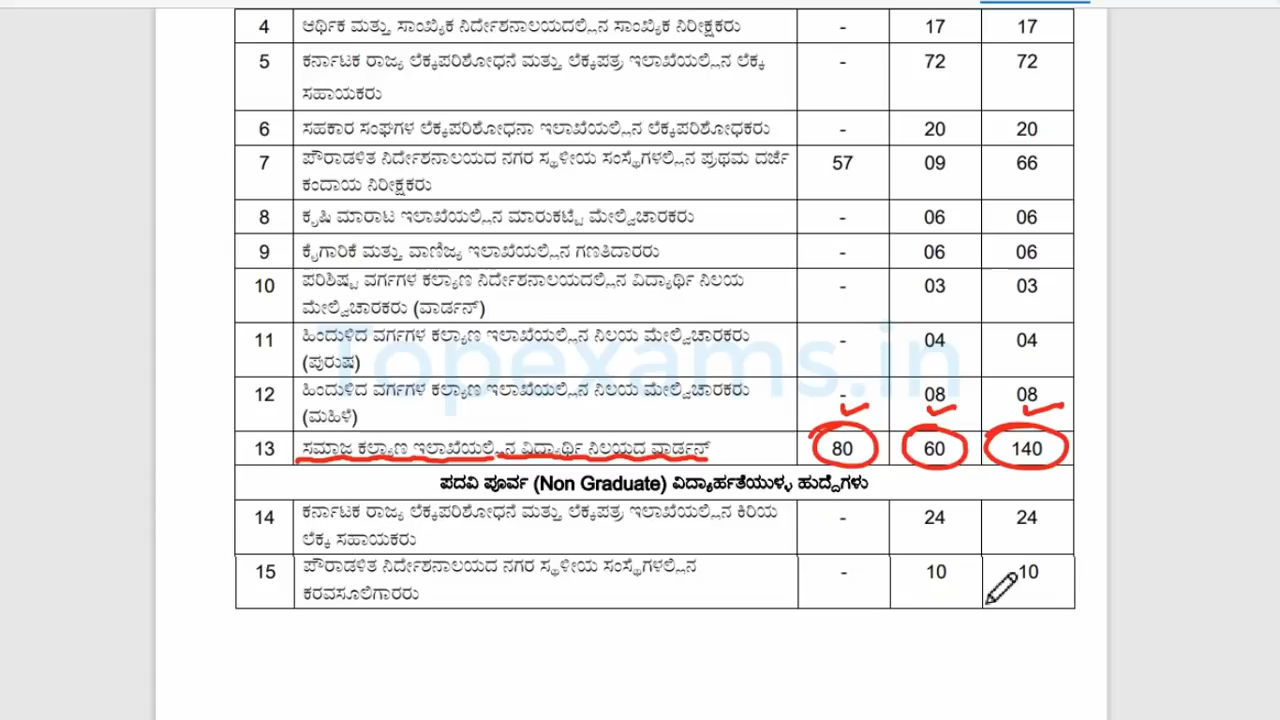 4 ಆರ್ಥಿಕ ಮತ್ತು ಸಾಂಖ್ಯಿಕ ನಿರ್ದೇಶನಾಲಯದಲ್ಲಿನ ಸಾಂಖ್ಯಿಕ ನಿರೀಕ್ಷಕರು - 17 17
5 ಕರ್ನಾಟಕ ರಾಜ್ಯ ಲೆಕ್ಕಪರಿಶೋಧನೆ ಮತ್ತು ಲೆಕ್ಕಪತ್ರ ಇಲಾಖೆಯಲ್ಲಿನ ಲೆಕ್ಕ - 72 72
ಸಹಾಯಕರು
6 ಸಹಕಾರ ಸಂಘಗಳ ಲೆಕ್ಕಪರಿಶೋಧನಾ ಇಲಾಖೆಯಲ್ಲಿನ ಲೆಕ್ಕಪರಿಶೋಧಕರು - 20 20
7 ಪೌರಾಡಳಿತ ನಿರ್ದೇಶನಾಲಯದ ನಗರ ಸ್ಥಳೀಯ ಸಂಸ್ಥೆಗಳಲ್ಲಿನ ಪ್ರಥಮ ದರ್ಜೆ 57 09 66
ಕಂದಾಯ ನಿರೀಕ್ಷಕರು
8 ಕೃಷಿ ಮಾರಾಟ ಇಲಾಖೆಯಲ್ಲಿನ ಮಾರುಕಟ್ಟೆ ಮೇಲ್ವಿಚಾರಕರು - 06 06
9 ಕೈಗಾರಿಕೆ ಮತ್ತು ವಾಣಿಜ್ಯ ಇಲಾಖೆಯಲ್ಲಿನ ಗಣತಿದಾರರು - 06 06
10 ಪರಿಶಿಷ್ಟ ವರ್ಗಗಳ ಕಲ್ಯಾಣ ನಿರ್ದೇಶನಾಲಯದಲ್ಲಿನ ವಿದ್ಯಾರ್ಥಿ ನಿಲಯ - 03 03
ಮೇಲ್ವಿಚಾರಕರು (ವಾರ್ಡನ್)
11 ಹಿಂದುಳಿದ ವರ್ಗಗಳ ಕಲ್ಯಾಣ ಇಲಾಖೆಯಲ್ಲಿನ ನಿಲಯ ಮೇಲ್ವಿಚಾರಕರು - 04 04
(ಪುರುಷ)
Topexams.in
12 ಹಿಂದುಳಿದ ವರ್ಗಗಳ ಕಲ್ಯಾಣ ಇಲಾಖೆಯಲ್ಲಿನ ನಿಲಯ ಮೇಲ್ವಿಚಾರಕರು - 08 08
(ಮಹಿಳೆ)
13 ಸಮಾಜ ಕಲ್ಯಾಣ ಇಲಾಖೆಯಲ್ಲಿನ ವಿದ್ಯಾರ್ಥಿ ನಿಲಯದ ವಾರ್ಡನ್ 80 60 140
ಪದವಿ ಪೂರ್ವ (Non Graduate) ವಿದ್ಯಾರ್ಹತೆಯುಳ್ಳ ಹುದ್ದೆಗಳು
14 ಕರ್ನಾಟಕ ರಾಜ್ಯ ಲೆಕ್ಕಪರಿಶೋಧನೆ ಮತ್ತು ಲೆಕ್ಕಪತ್ರ ಇಲಾಖೆಯಲ್ಲಿನ ಕಿರಿಯ - 24 24
ಲೆಕ್ಕ ಸಹಾಯಕರು
15 ಪೌರಾಡಳಿತ ನಿರ್ದೇಶನಾಲಯದ ನಗರ ಸ್ಥಳೀಯ ಸಂಸ್ಥೆಗಳಲ್ಲಿನ - 10 10
ಕರವಸೂಲಿಗಾರರು